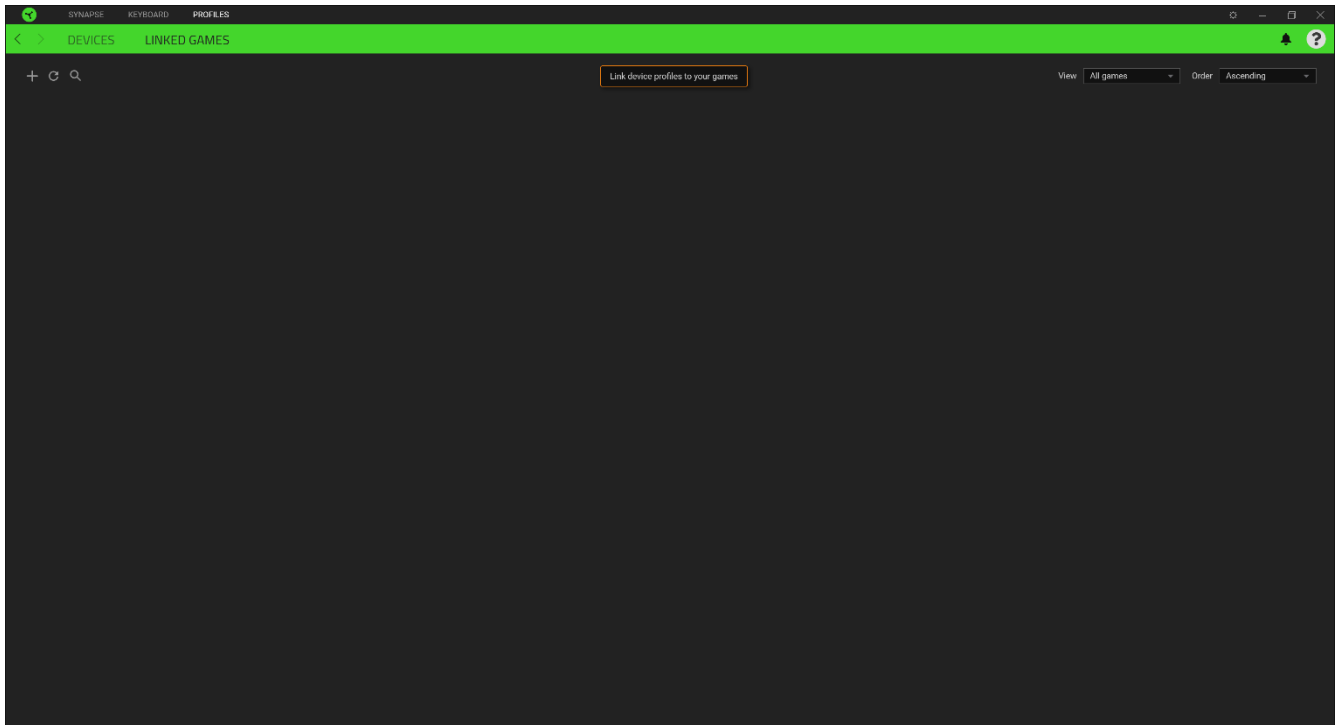 SYNAPSE KEYBOARD PROFILES
DEVICES LINKED GAMES ?
Link device profiles to your games View All games Order Ascending